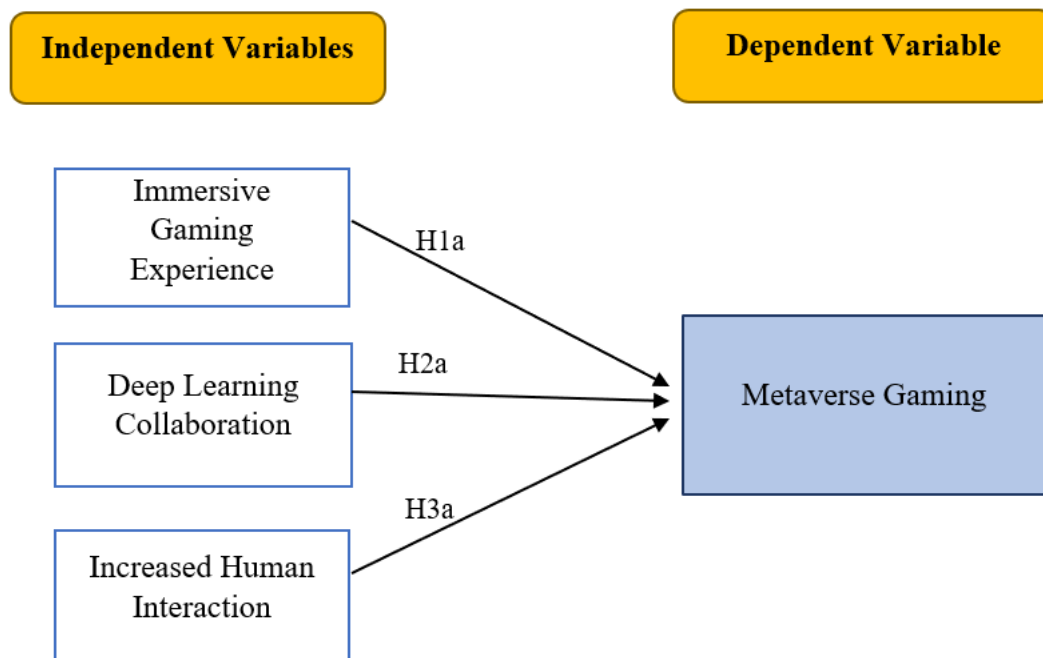 Independent Variables
Dependent Variable
Immersive
Gaming
Experience
H1a
Deep Learning
Collaboration
H2a
Metaverse Gaming
H3a
Increased Human
Interaction